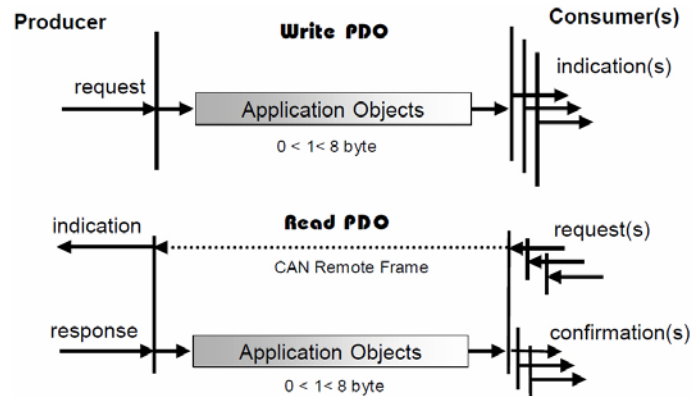 Producer
Write PDO
Consumer(s)
request
indication(s)
Application Objects
0 < 1< 8 byte
indication
Read PDO
request(s)
CAN Remote Frame
response
Application Objects
confirmation(s)
0 < 1< 8 byte